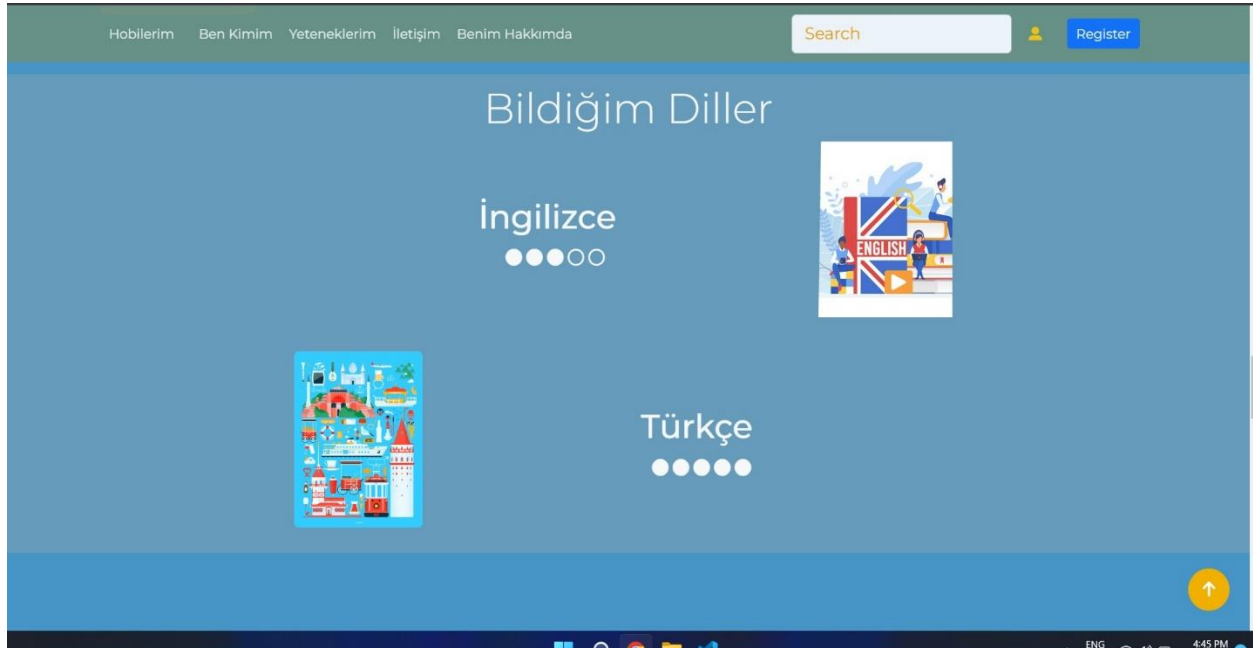 Hobilerim Ben Kimim Yeteneklerim İletişim Benim Hakkımda Search Register
Bildiğim Diller
İngilizce
ENGLISH
Türkçe
ENG 4:45 PM